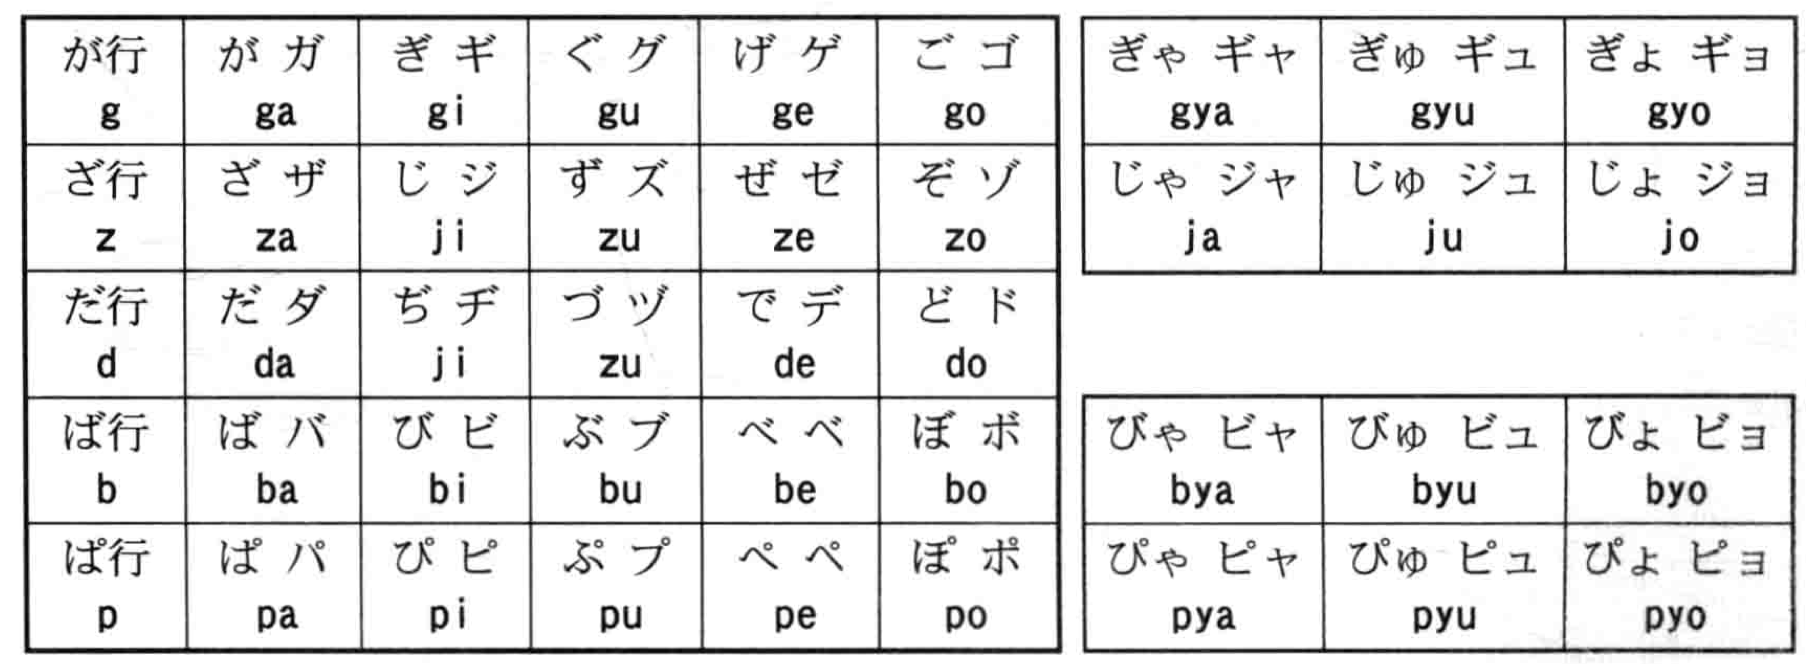 が行 が ガ ぎ ギ ぐ グ げ ゲ ご ゴ ぎゃ ギャ ぎゅ ギュ ぎょ ギョ
g ga gi gu ge go gya gyu gyo
ざ行 ざ ザ じ ジ ず ズ ぜ ゼ ぞ ゾ じゃ ジャ じゅ ジュ じょ ジョ
z za ji zu ze zo ja ju jo
だ行 だ ダ ぢ ヂ づ ヅ で デ ど ド
d da ji zu de do
ば行 ば バ び ビ ぶ ブ べ ベ ぼ ボ びゃ ビャ びゅ ビュ びょ ビョ
b ba bi bu be bo bya byu byo
ぱ行 ぱ パ ぴ ピ ぷ プ ぺ ペ ぽ ポ ぴゃ ピャ ぴゅ ピュ ぴょ ピョ
p pa pi pu pe po pya pyu pyo